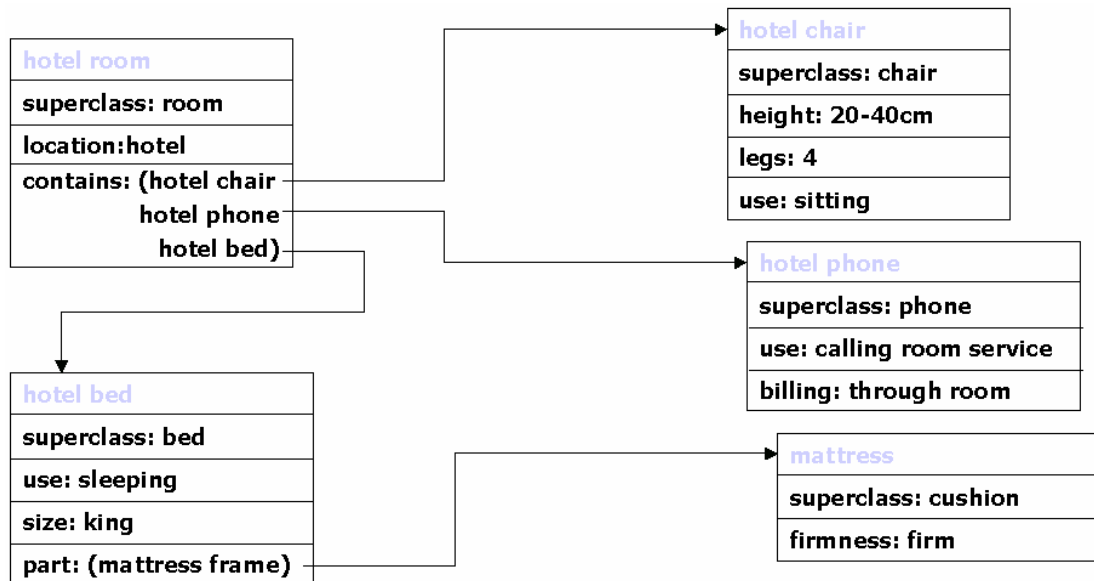 hotel room
superclass: room
location:hotel
contains: (hotel chair
hotel phone
hotel bed)
hotel chair
superclass: chair
height: 20-40cm
legs: 4
use: sitting
hotel phone
superclass: phone
use: calling room service
billing: through room
hotel bed
superclass: bed
use: sleeping
size: king
part: (mattress frame)
mattress
superclass: cushion
firmness: firm